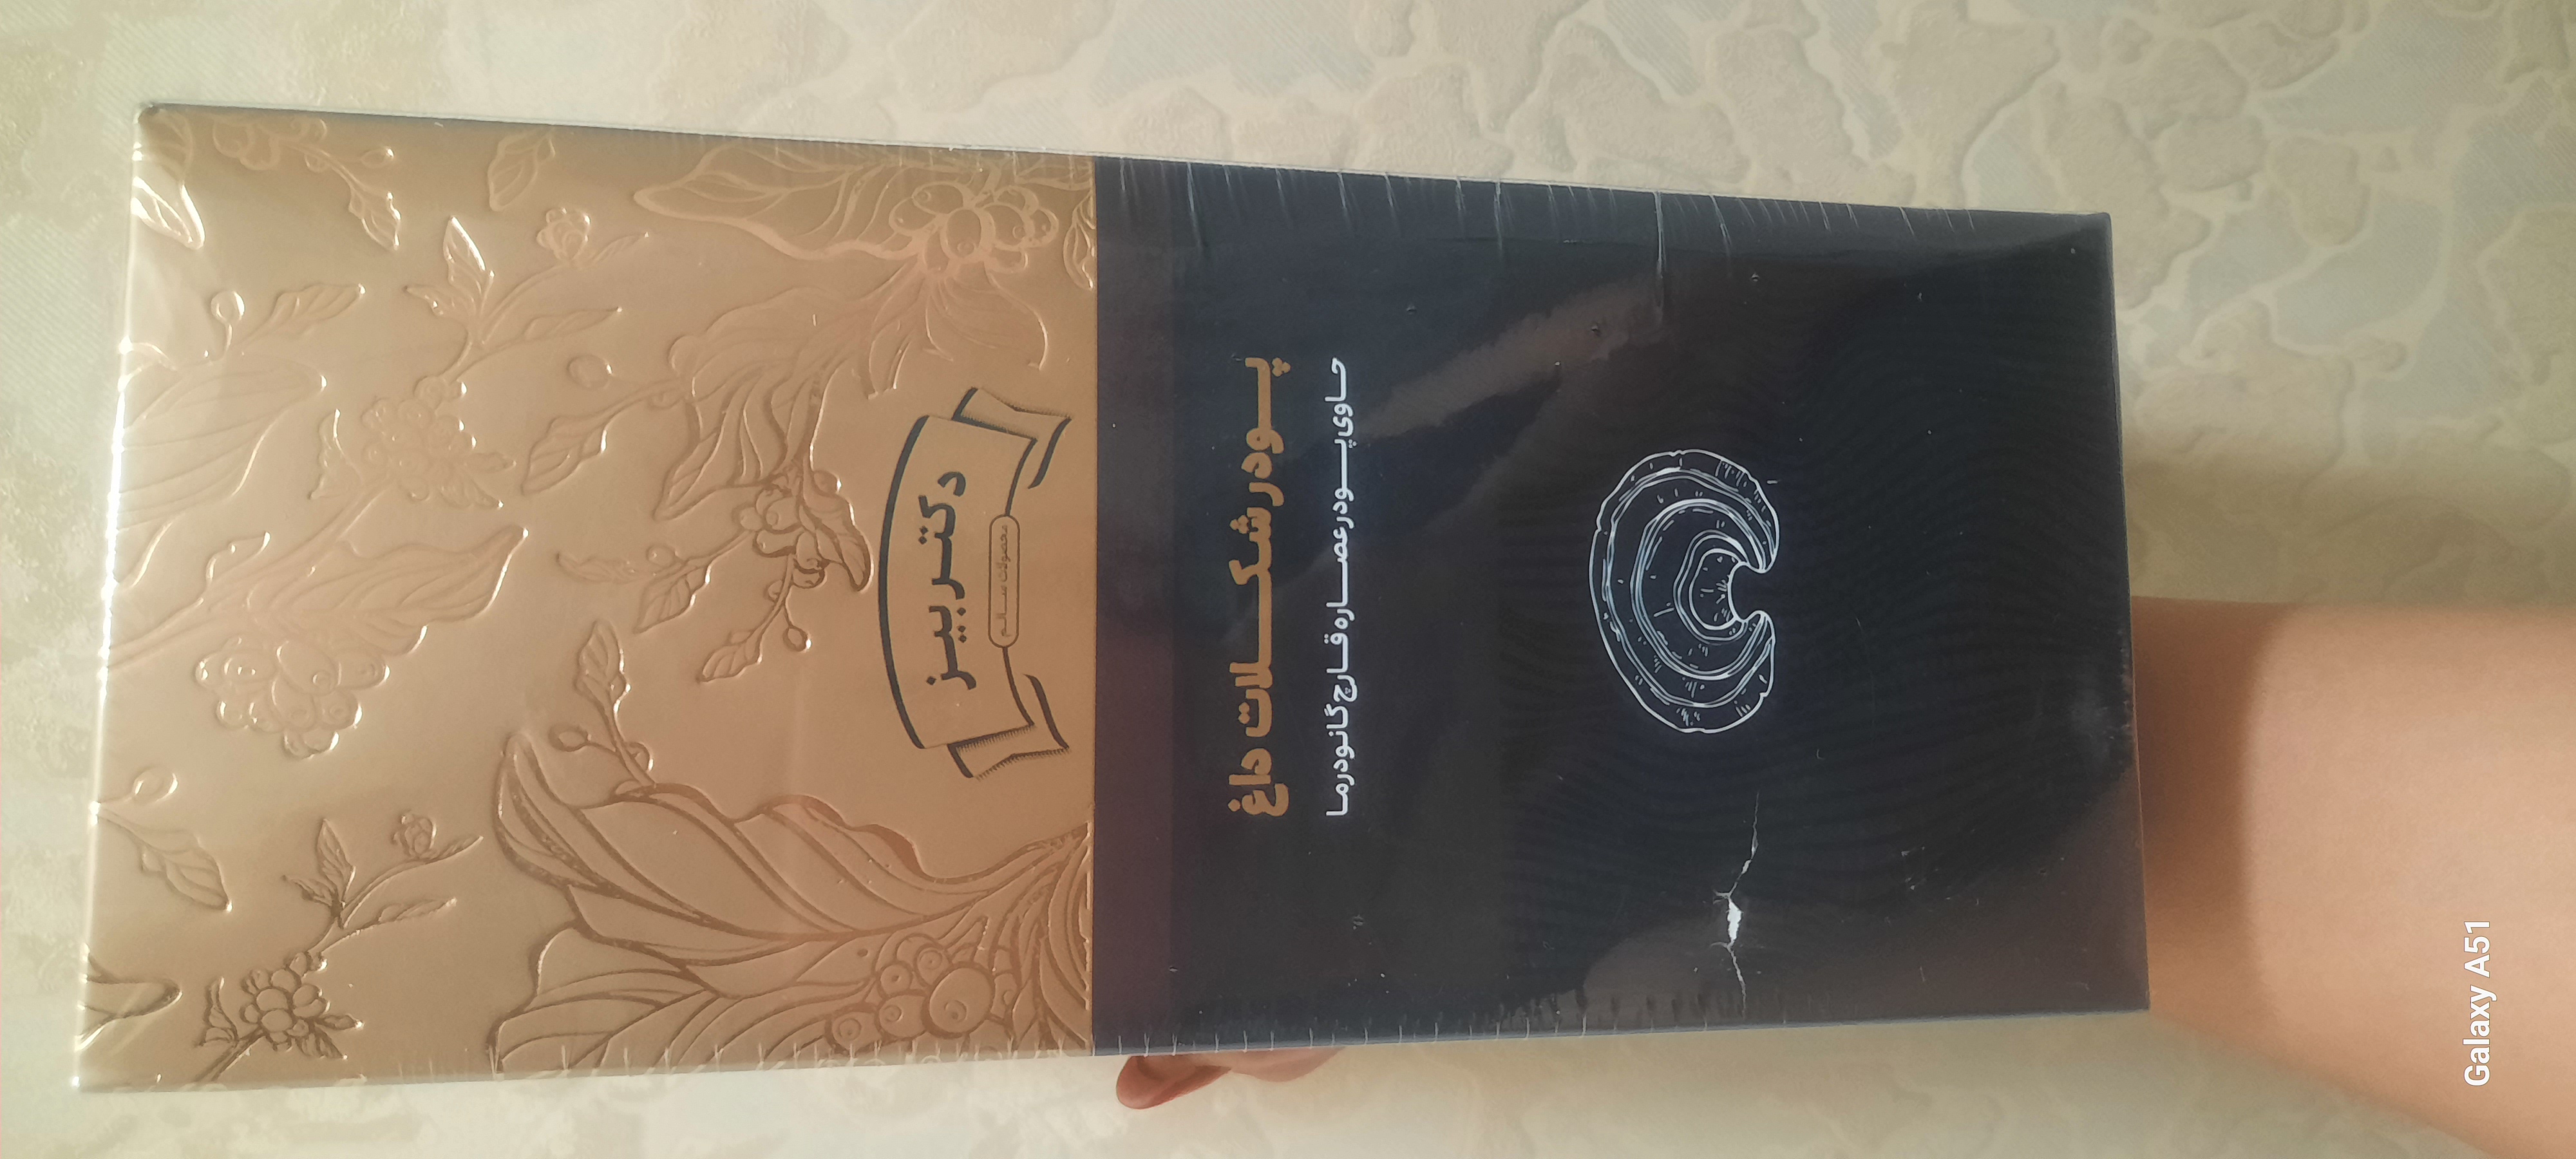 دکتر بیز
محصولات سالم
پودر شکلات داغ
حاوی پودر عصاره قارچ گانودرما
Galaxy A51